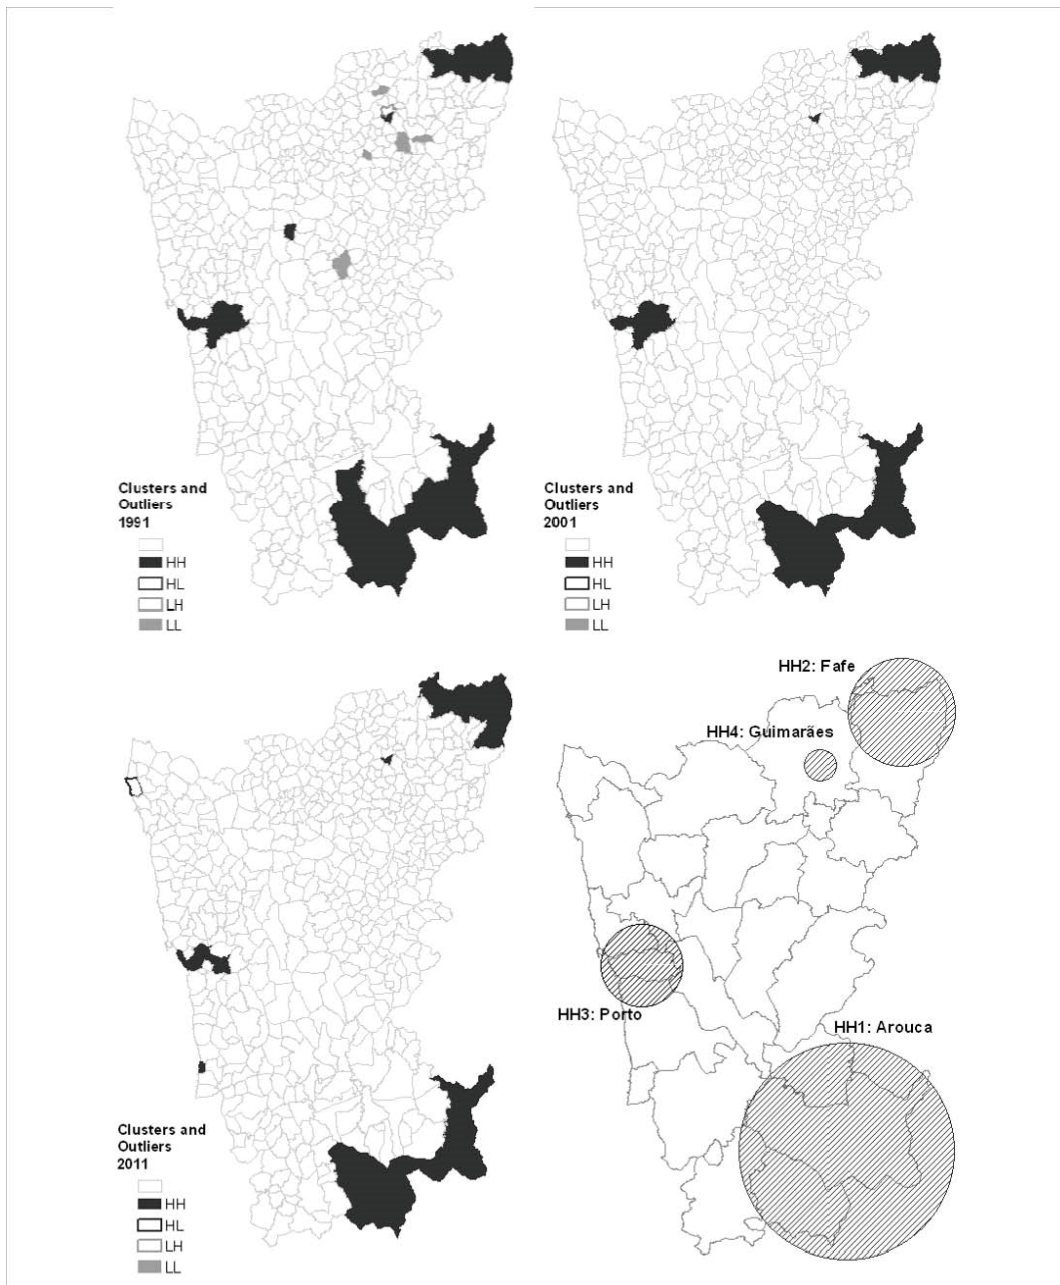 Clusters and
Outliers
1991
HH
HL
LH
LL
Clusters and
Outliers
2001
HH
HL
LH
LL
Clusters and
Outliers
2011
HH
HL
LH
LL
HH2: Fafe
HH4: Guimarães
HH3: Porto
HH1: Arouca